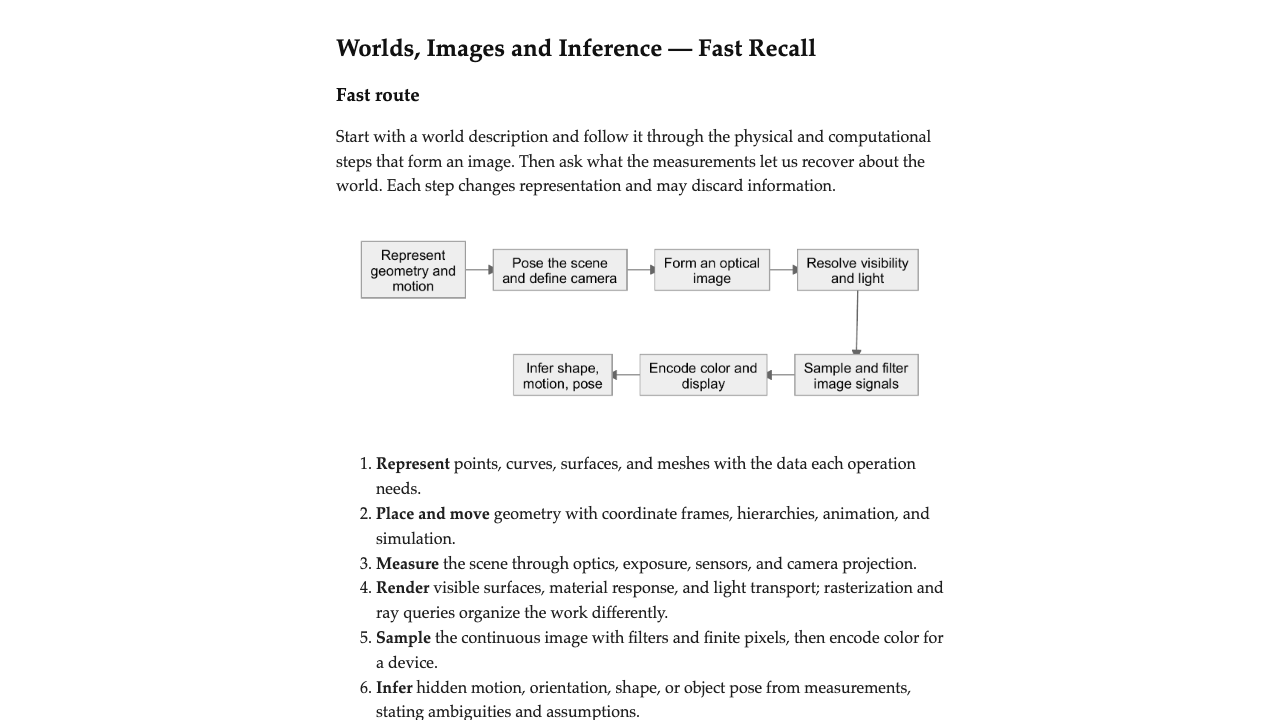 Worlds, Images and Inference — Fast Recall
Fast route
Start with a world description and follow it through the physical and computational
steps that form an image. Then ask what the measurements let us recover about the
world. Each step changes representation and may discard information.
Represent
geometry and
motion
Pose the scene
and define camera
Form an optical
image
Resolve visibility
and light
Infer shape,
motion, pose
Encode color and
display
Sample and filter
image signals
1. Represent points, curves, surfaces, and meshes with the data each operation
needs.
2. Place and move geometry with coordinate frames, hierarchies, animation, and
simulation.
3. Measure the scene through optics, exposure, sensors, and camera projection.
4. Render visible surfaces, material response, and light transport; rasterization and
ray queries organize the work differently.
5. Sample the continuous image with filters and finite pixels, then encode color for
a device.
6. Infer hidden motion, orientation, shape, or object pose from measurements,
stating ambiguities and assumptions.